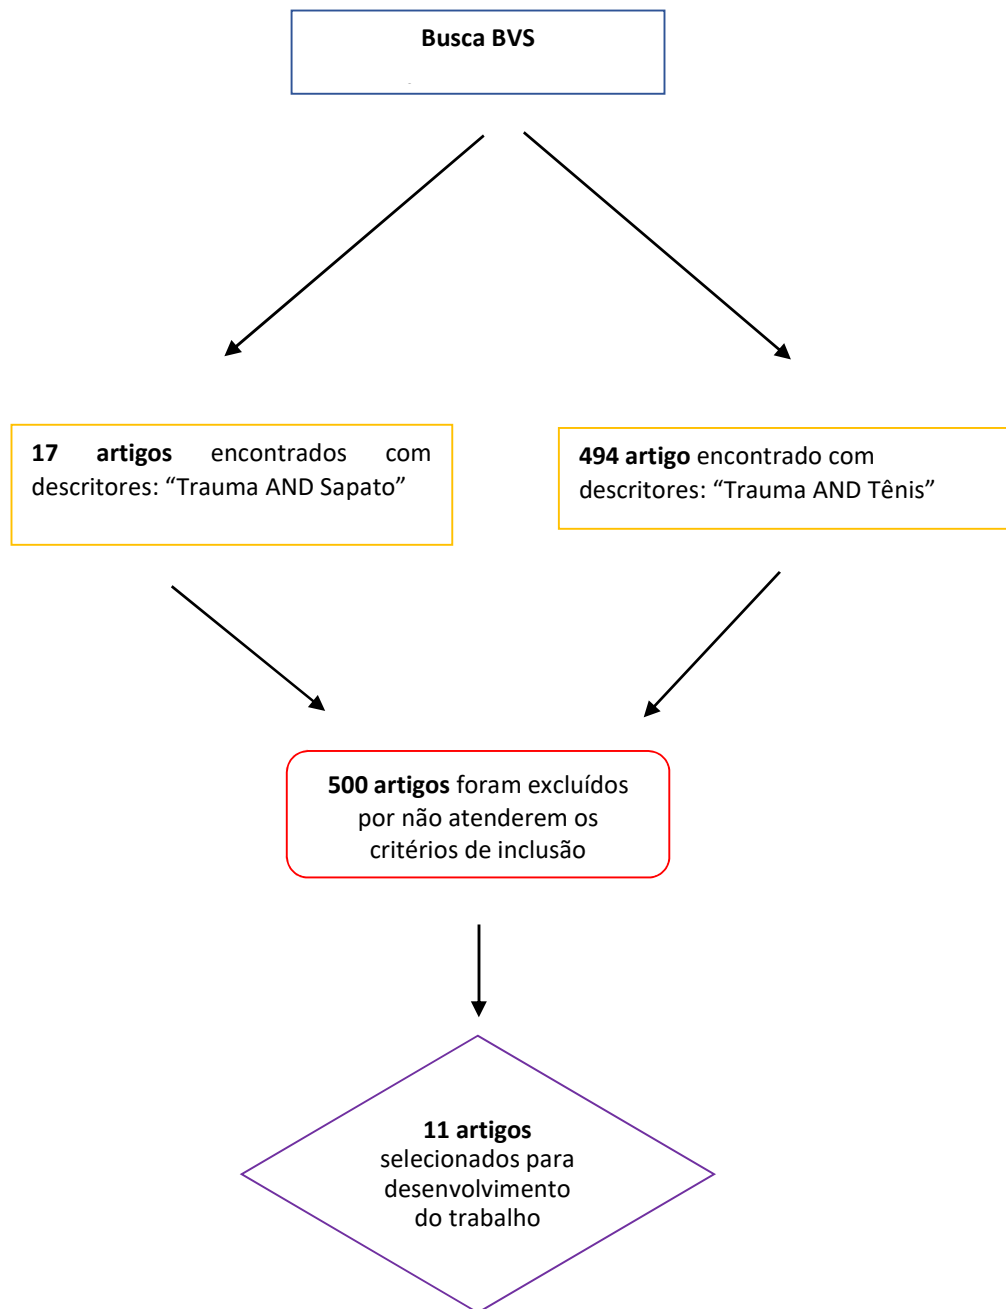 Busca BVS
17 artigos encontrados com
descritores: “Trauma AND Sapato”
494 artigo encontrado com
descritores: “Trauma AND Tênis”
500 artigos foram excluídos
por não atenderem os
critérios de inclusão
11 artigos
selecionados para
desenvolvimento
do trabalho